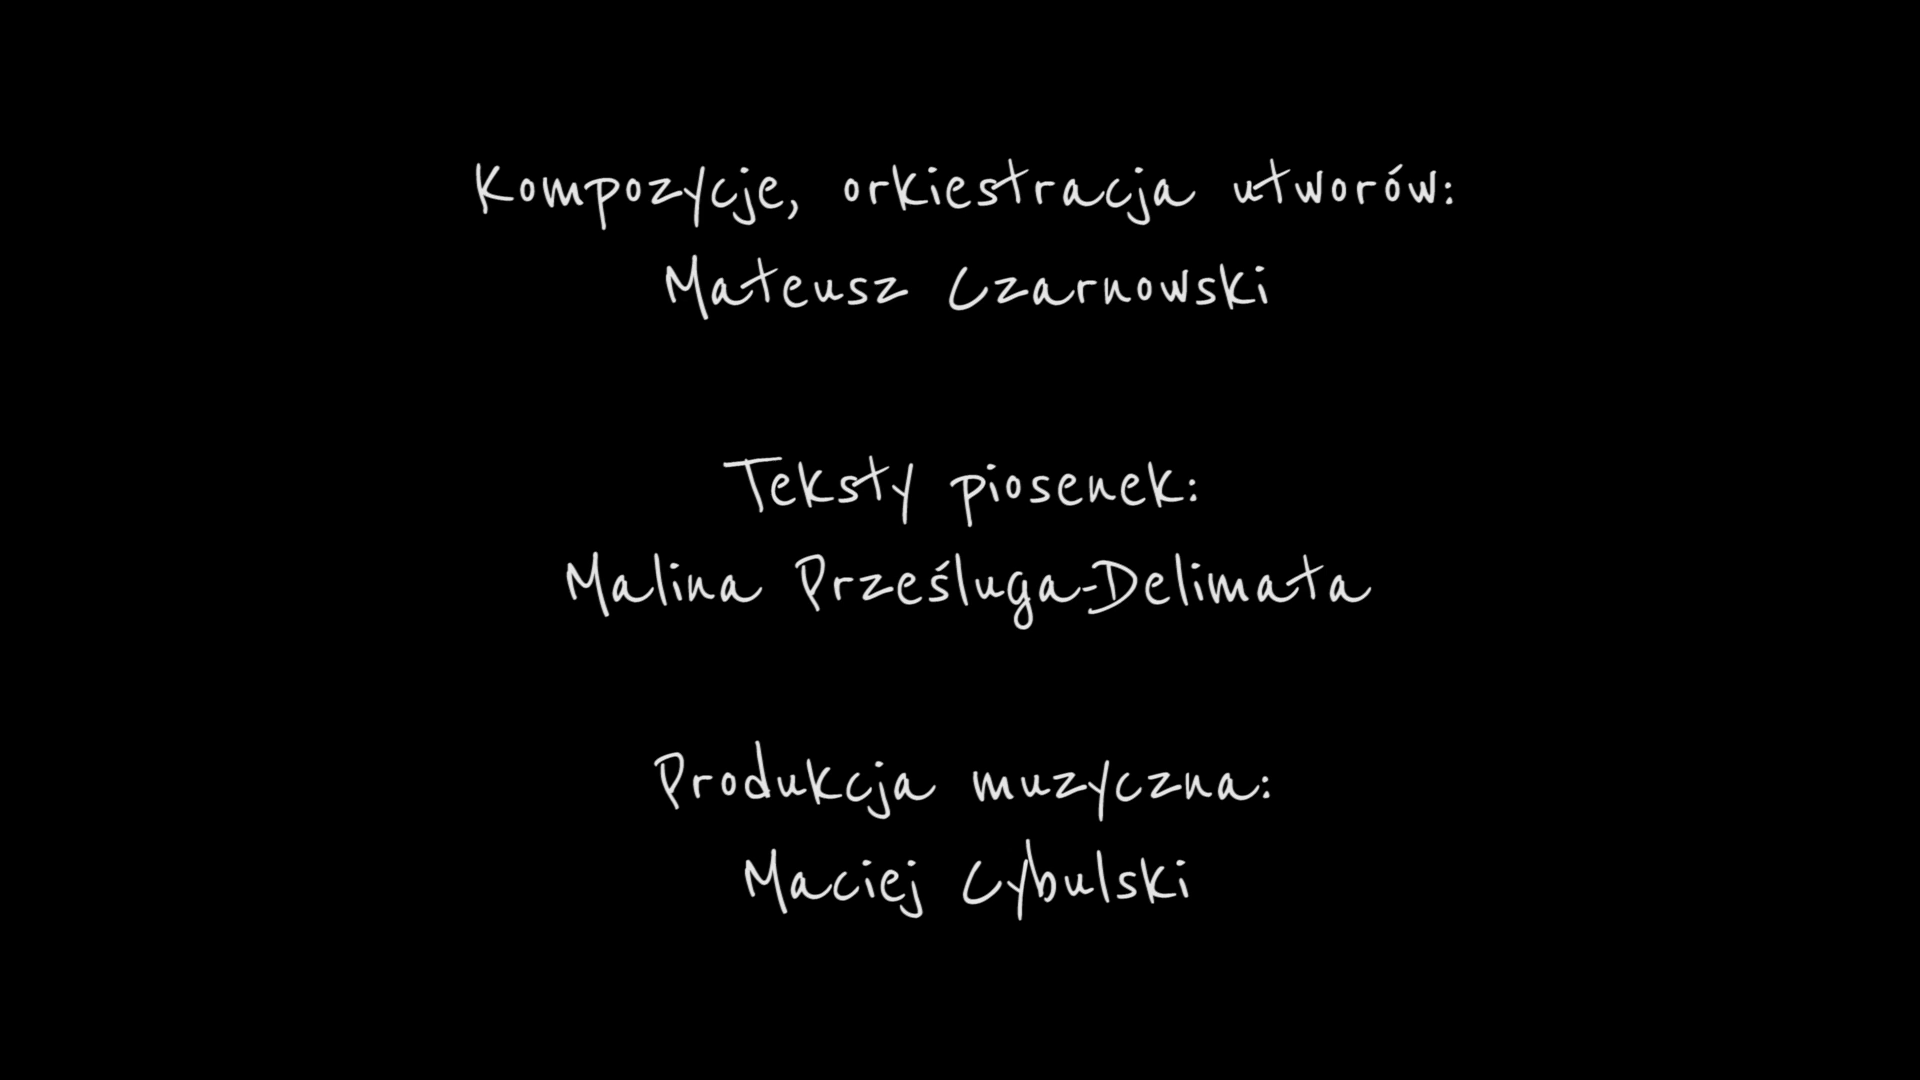 Kompozycje, orkiestracja utworów:
Mateusz Czarnowski
Teksty piosenek:
Malina Prześluga-Delimata
Produkcja muzyczna:
Maciej Cybulski